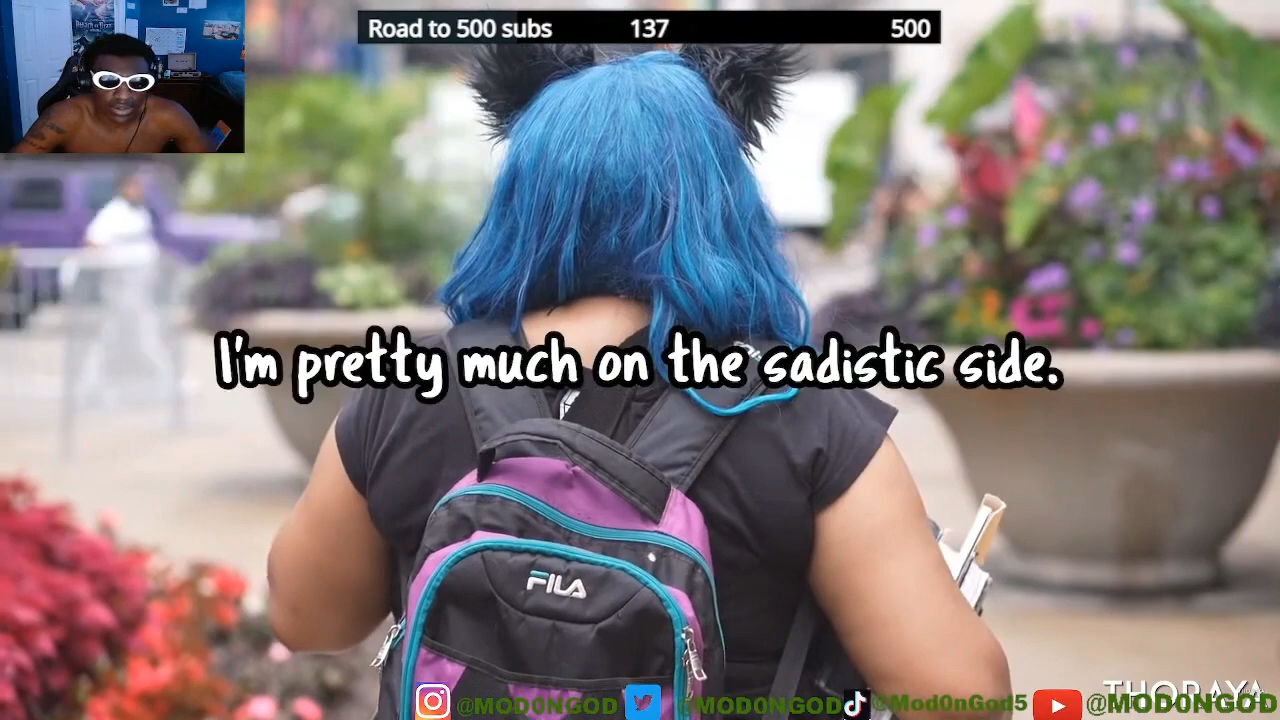 Road to 500 subs 137 500
I'm pretty much on the sadistic side.
FILA
THORAYA
@MOD0NGOD @MOD0NGOD @Mod0nGod5 @MOD0NGOD